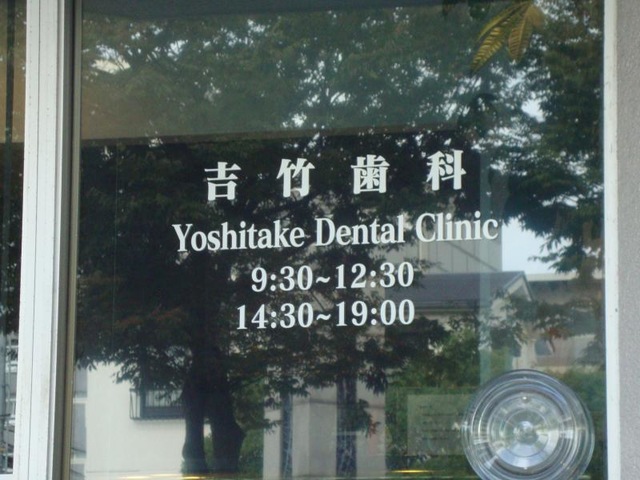 吉竹歯科
Yoshitake Dental Clinic
9:30~12:30
14:30~19:00